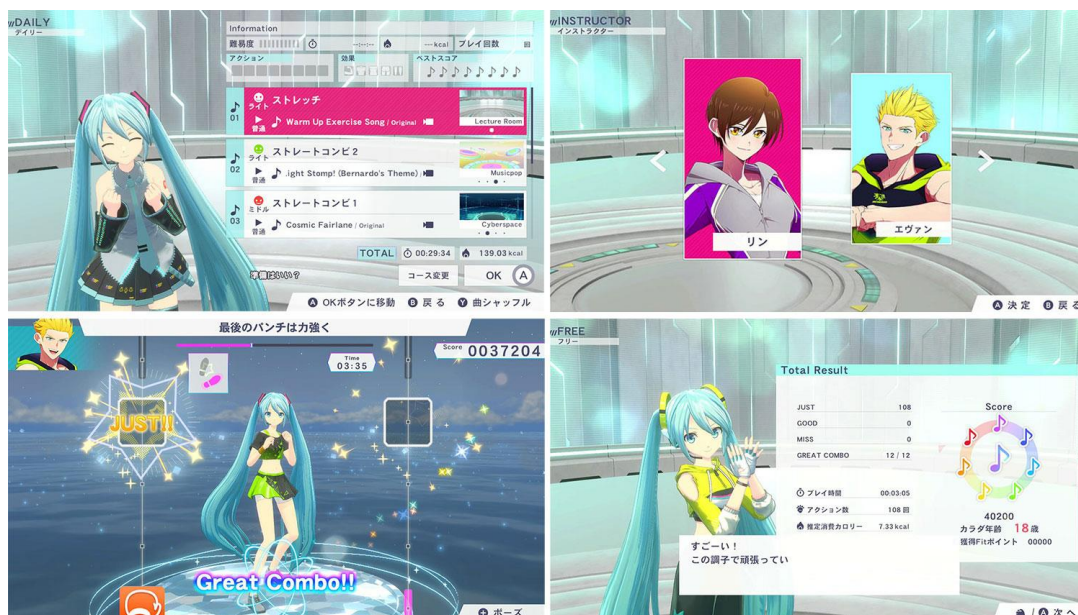 DAILY
デイリー
Information
難易度
--:--:--
---kcal
プレイ回数
回
アクション
効果
ベストスコア
01
ライト
ストレッチ
普通
Warm Up Exercise Song / Original
Lecture Room
02
ライト
ストレートコンビ 2
普通
.ight Stomp! (Bernardo's Theme)
Musicpop
03
ミドル
ストレートコンビ 1
普通
Cosmic Fairlane / Original
Cyberspace
TOTAL
00:29:34
139.03 kcal
準備はいい?
コース変更
OK
A
A OKボタンに移動
B 戻る
Y 曲シャッフル
INSTRUCTOR
インストラクター
リン
エヴァン
A 決定
B 戻る
最後のパンチは力強く
Time
03:35
Score 0037204
JUST!!
Great Combo!!
ポーズ
FREE
フリー
Total Result
JUST 108
GOOD 0
MISS 0
GREAT COMBO 12 / 12
プレイ時間 00:03:05
アクション数 108 回
推定消費カロリー 7.33 kcal
Score
40200
カラダ年齢 18歳
獲得Fitポイント 00000
すごーい!
この調子で頑張ってい
/ A 次へ